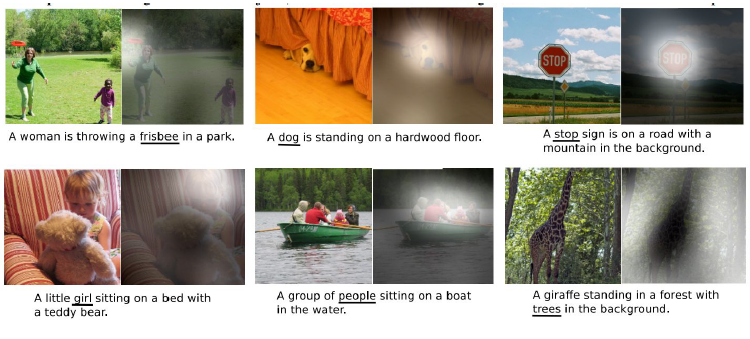 STOP
STOP
A woman is throwing a frisbee in a park.
A dog is standing on a hardwood floor.
A stop sign is on a road with a
mountain in the background.
A little girl sitting on a bed with
a teddy bear.
A group of people sitting on a boat
in the water.
A giraffe standing in a forest with
trees in the background.